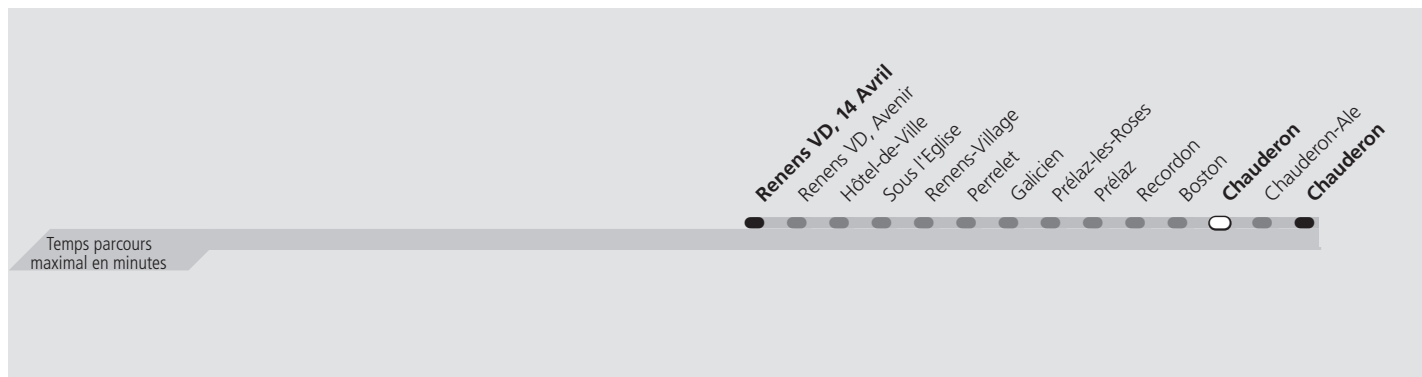 Renens VD, 14 Avril
Renens VD, Avenir
Hôtel-de-Ville
Sous l'Eglise
Renens-Village
Perrelet
Galicien
Prélaz-les-Roses
Prélaz
Recordon
Boston
Chauderon
Chauderon-Ale
Chauderon
Temps parcours
maximal en minutes